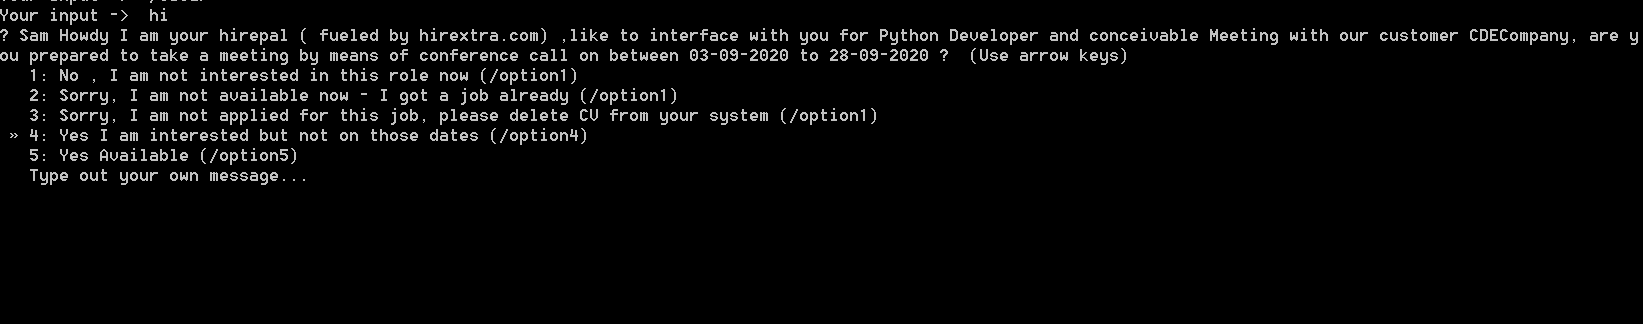 Your input ->  hi
? Sam Howdy I am your hirepal ( fueled by hirextra.com) ,like to interface with you for Python Developer and conceivable Meeting with our customer CDECompany, are y
ou prepared to take a meeting by means of conference call on between 03-09-2020 to 28-09-2020 ?  (Use arrow keys)
1: No , I am not interested in this role now (/option1)
2: Sorry, I am not available now - I got a job already (/option1)
3: Sorry, I am not applied for this job, please delete CV from your system (/option1)
» 4: Yes I am interested but not on those dates (/option4)
5: Yes Available (/option5)
Type out your own message...